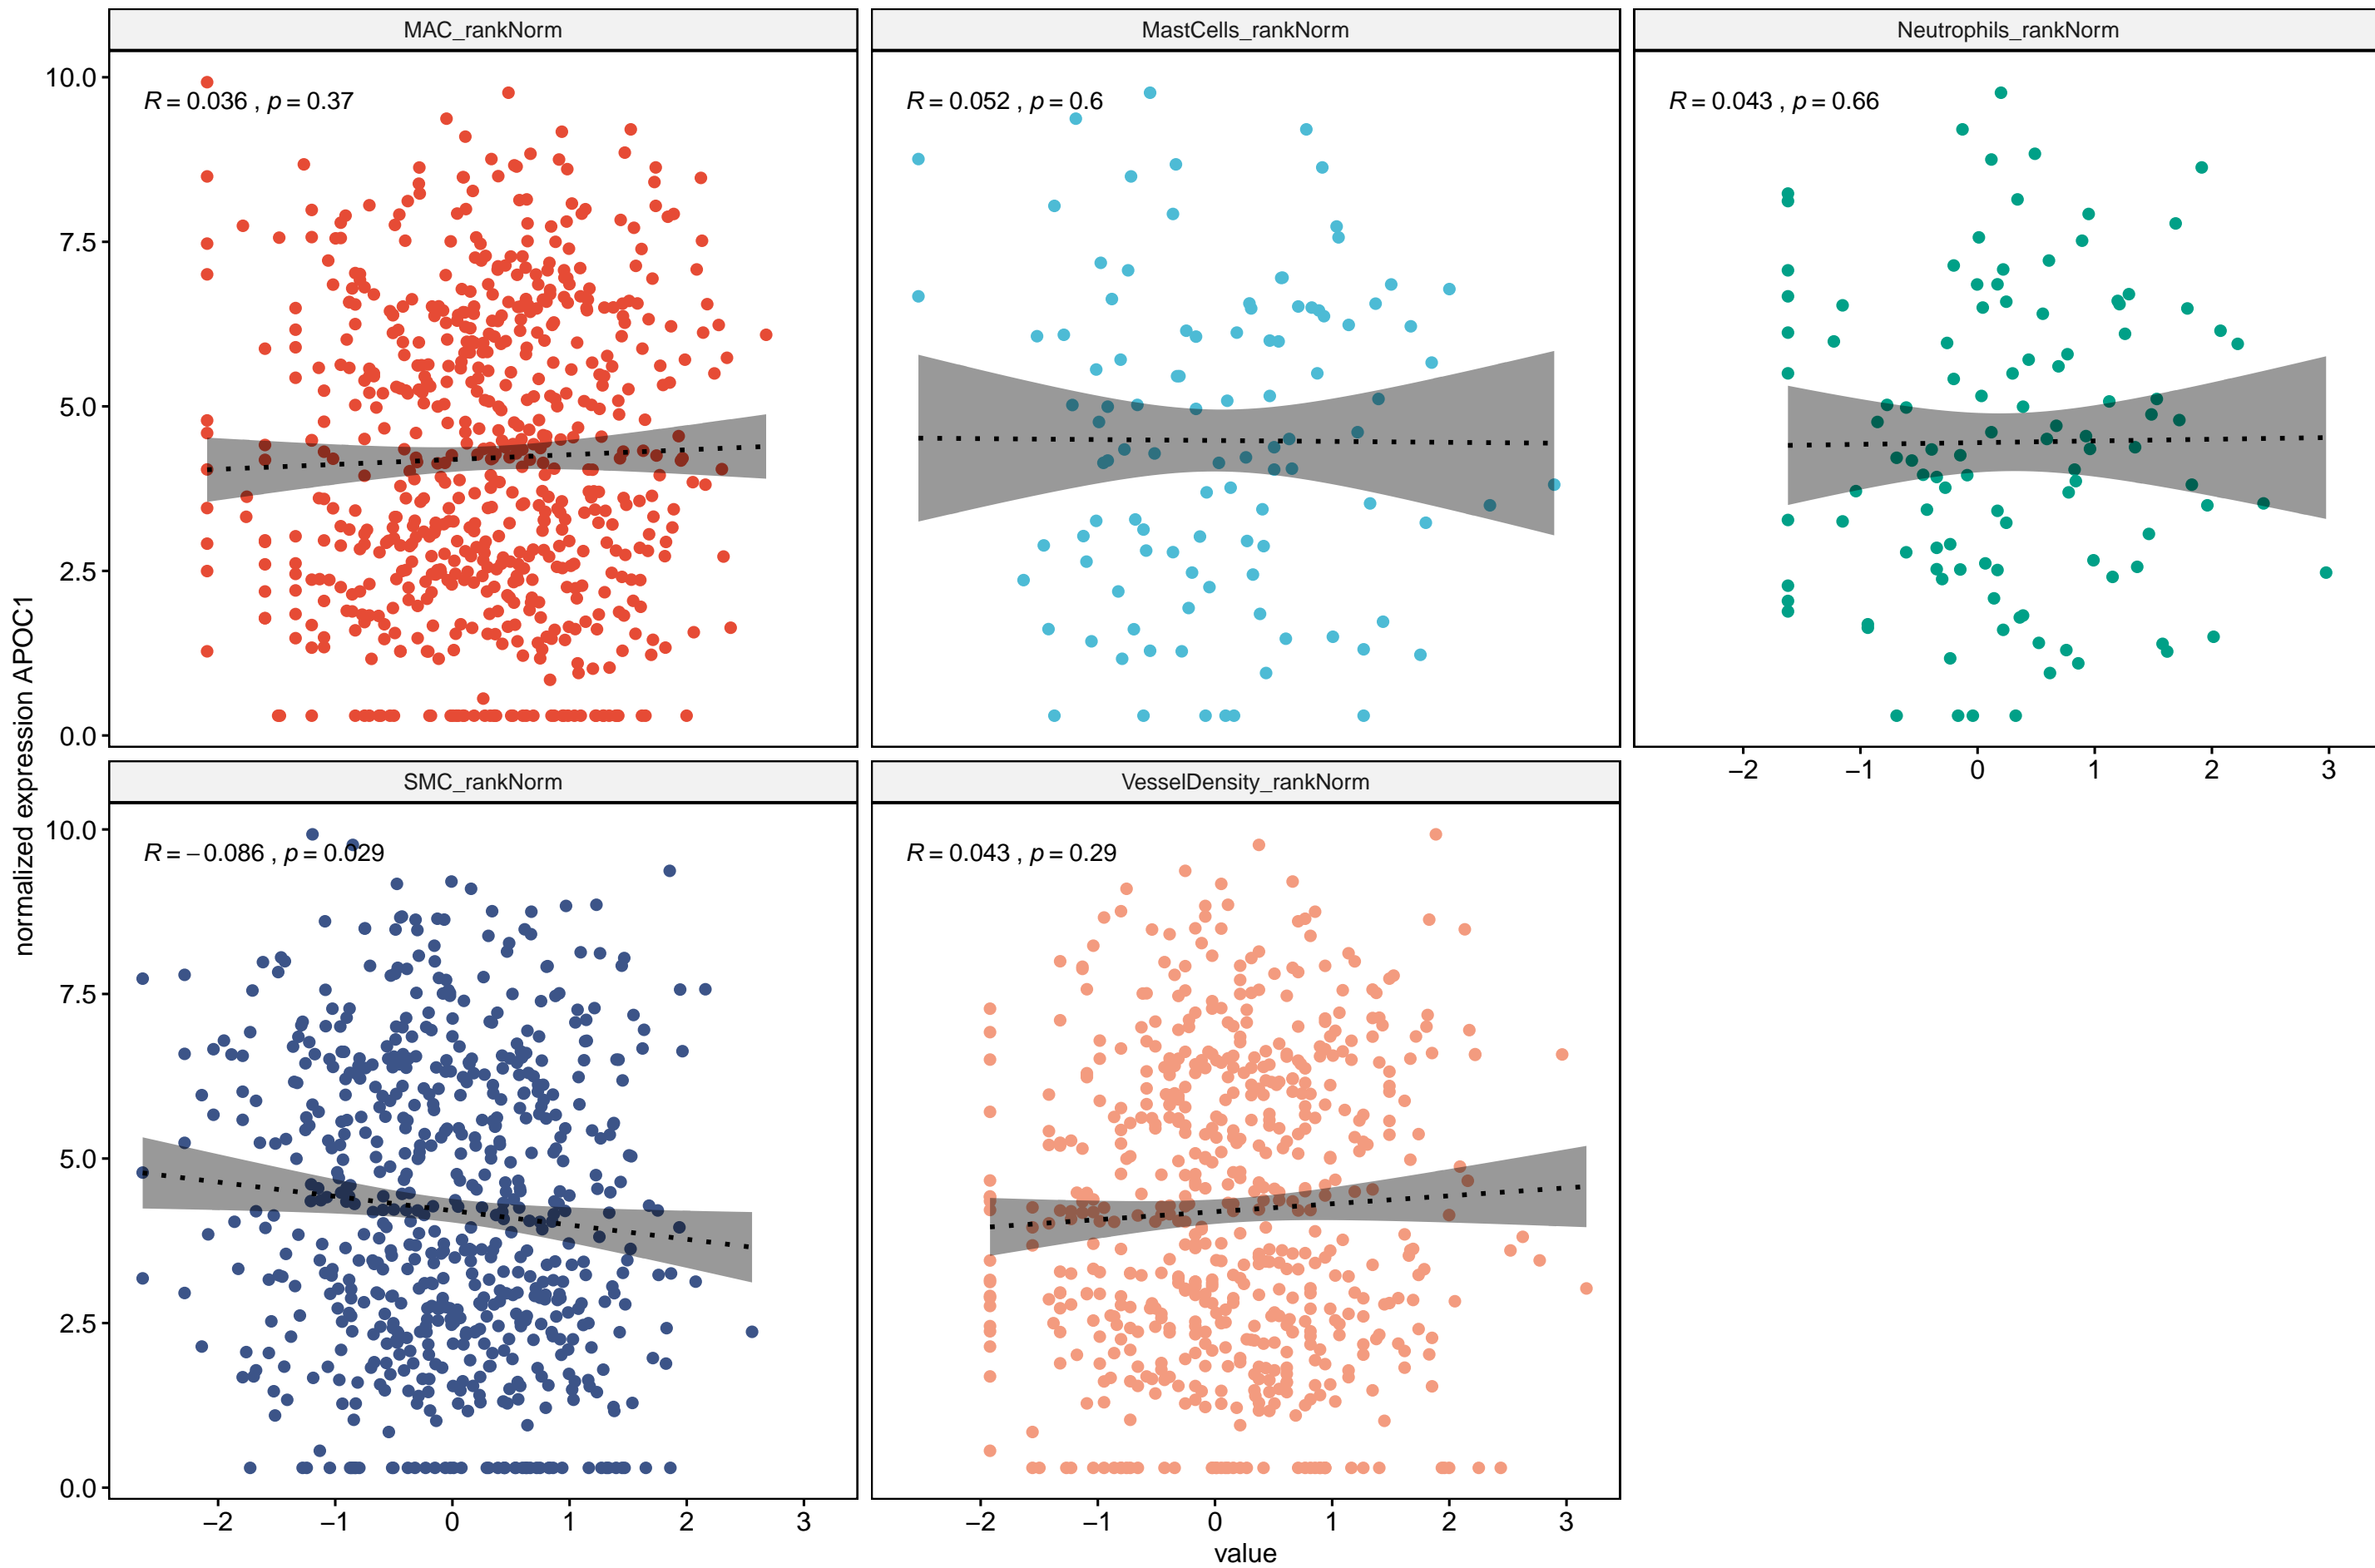 MAC_rankNorm
MastCells_rankNorm
Neutrophils_rankNorm
R = 0.036 , p = 0.37
R = 0.052 , p = 0.6
R = 0.043 , p = 0.66
10.0
7.5
5.0
2.5
0.0
−2 −1 0 1 2 3
normalized expression APOC1
SMC_rankNorm
VesselDensity_rankNorm
R = −0.086 , p = 0.029
R = 0.043 , p = 0.29
10.0
7.5
5.0
2.5
0.0
−2 −1 0 1 2 3
−2 −1 0 1 2 3
value